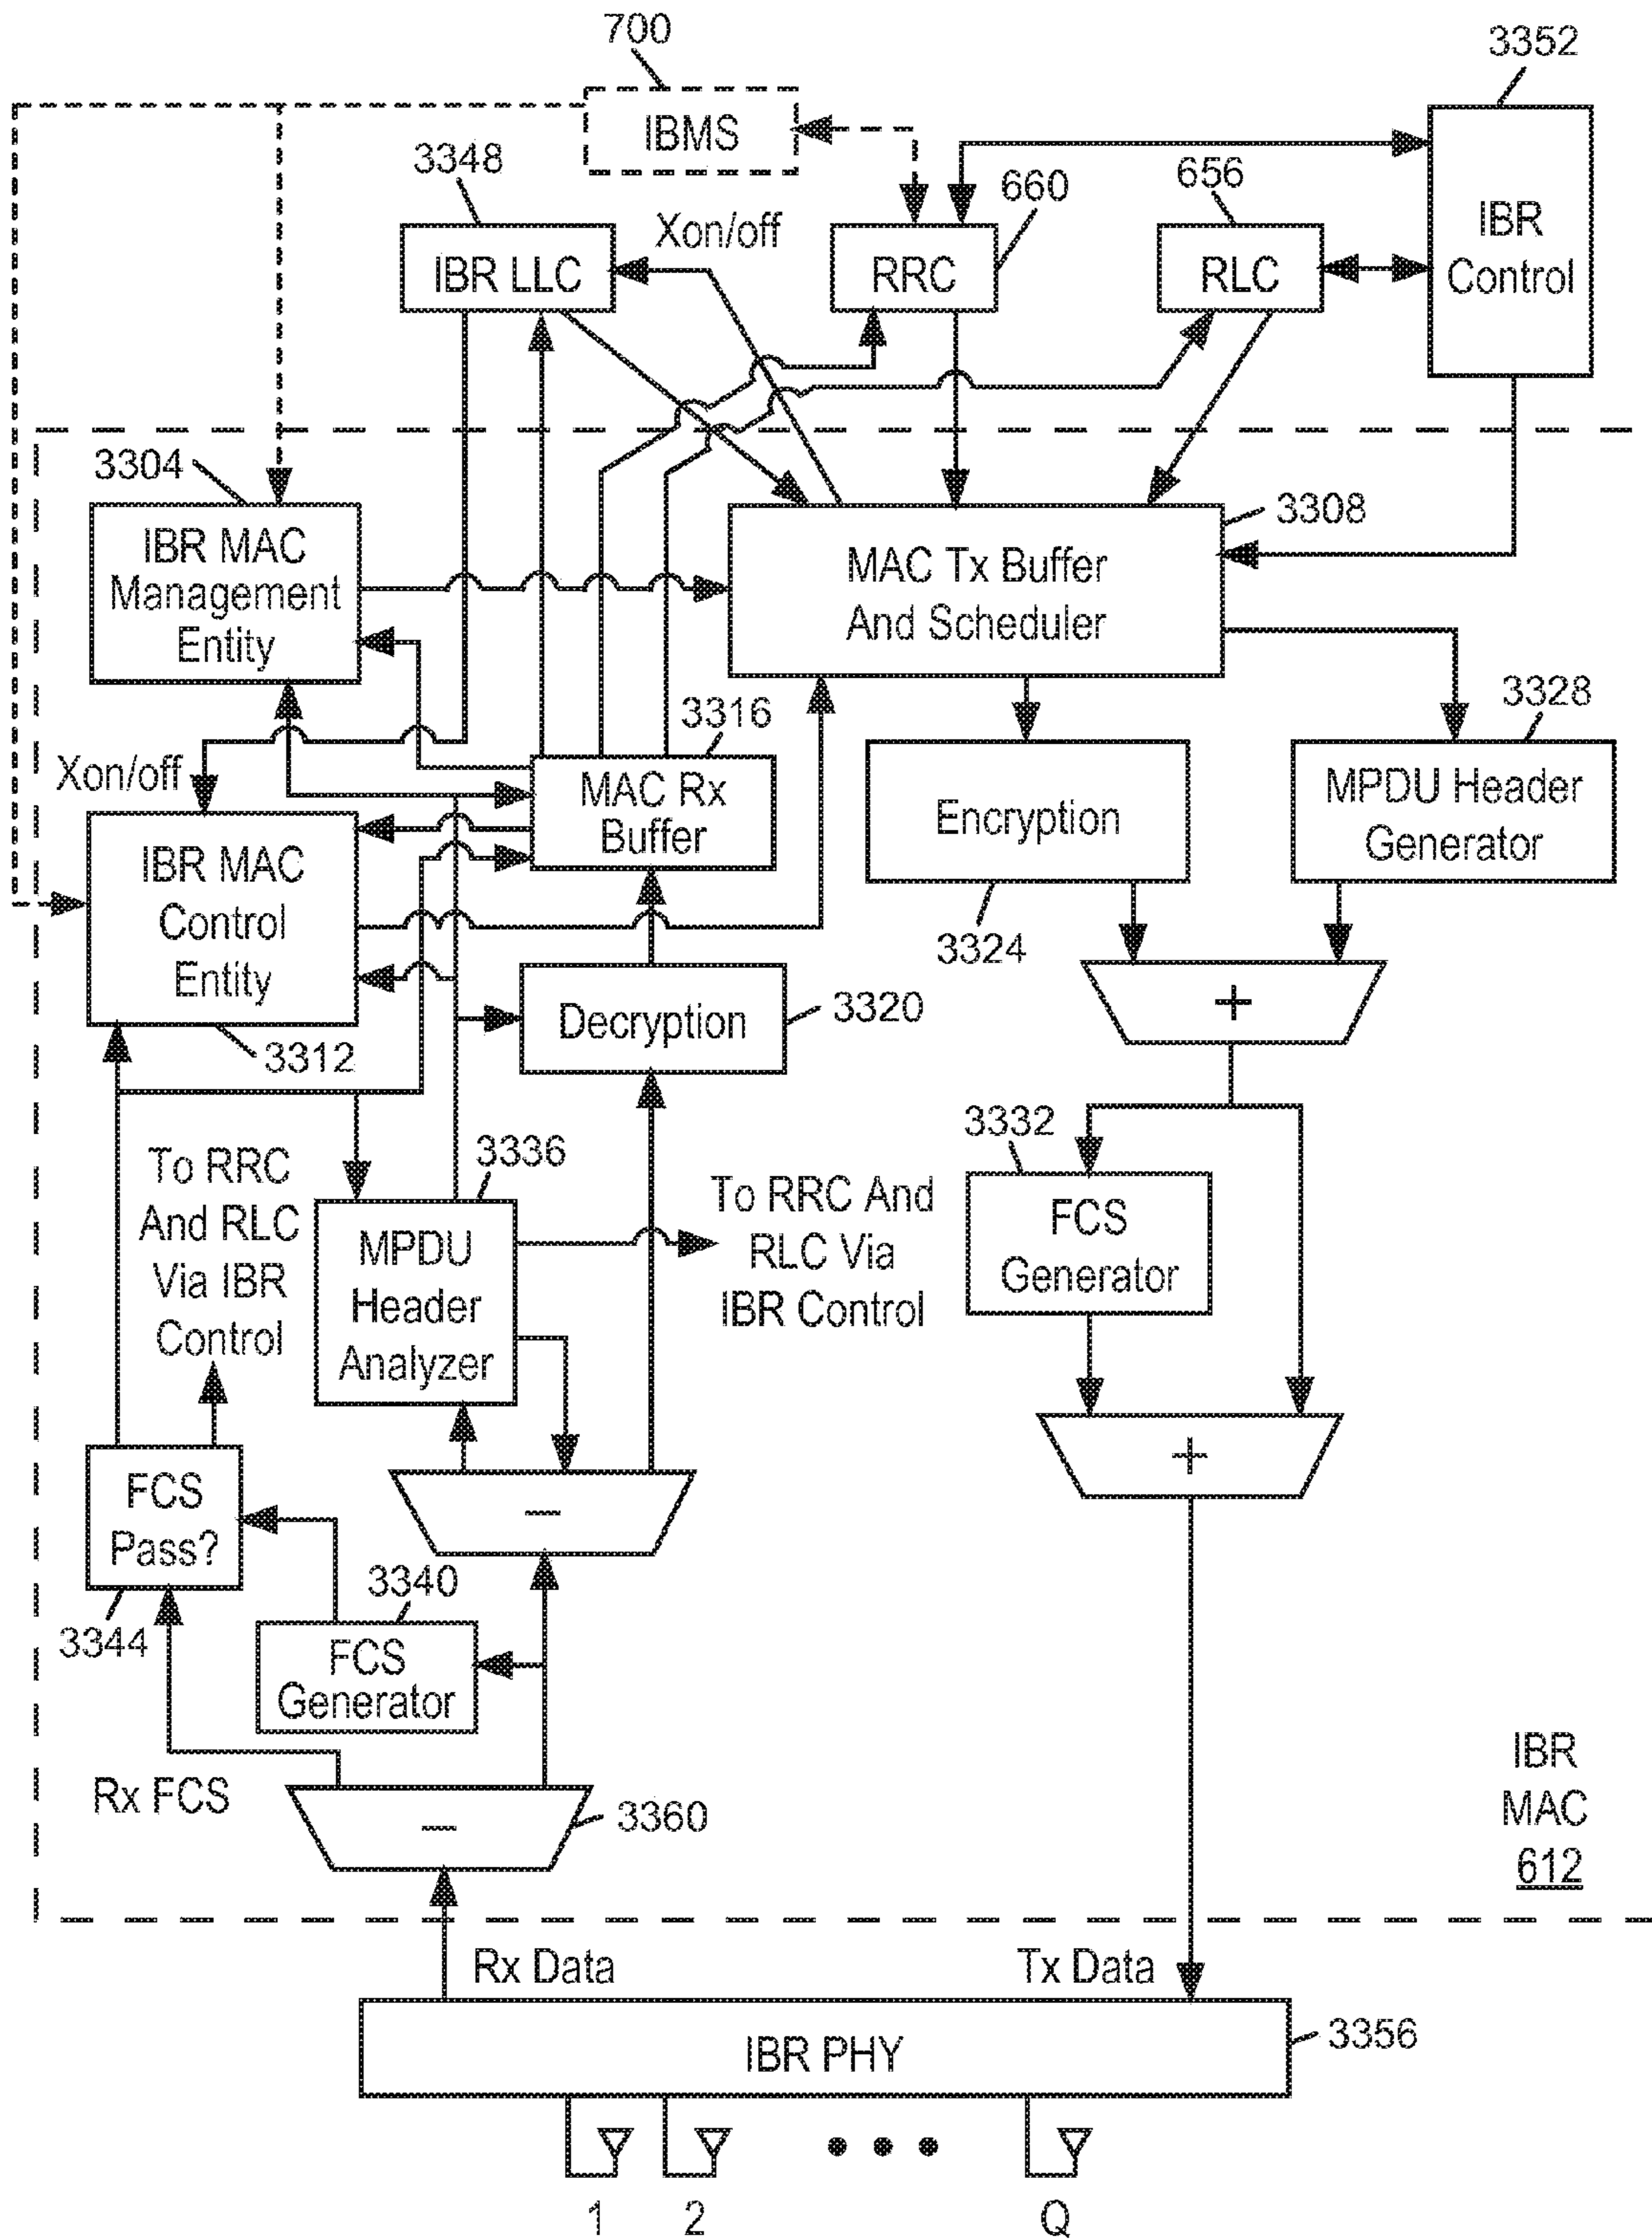 700
3352
IBMS
3348
Xon/off
660
656
IBR
Control
IBR LLC
RRC
RLC
3304
IBR MAC
Management
Entity
3308
MAC Tx Buffer
And Scheduler
3316
3328
Xon/off
MAC Rx
Buffer
Encryption
MPDU Header
Generator
IBR MAC
Control
Entity
3324
+
3312
Decryption
3320
3332
To RRC
And RLC
Via IBR
Control
3336
To RRC And
RLC Via
IBR Control
MPDU
Header
Analyzer
FCS
Generator
+
FCS
Pass?
−
3344
3340
FCS
Generator
Rx FCS
−
3360
IBR
MAC
612
Rx Data
Tx Data
IBR PHY
3356
1
2
Q